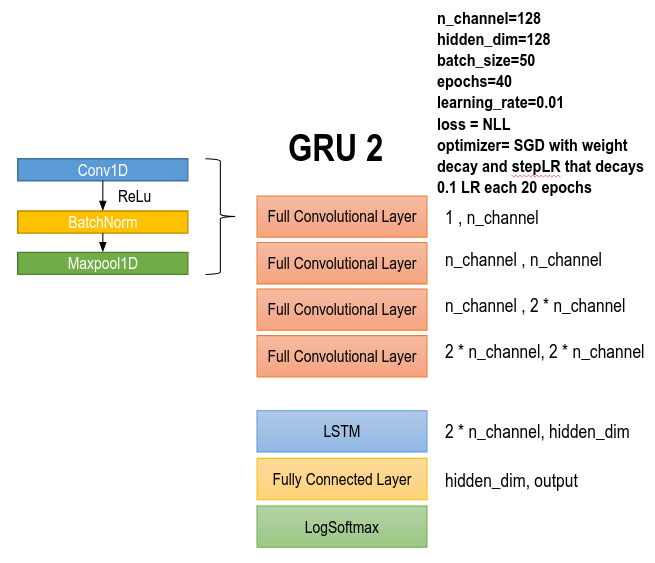 n_channel=128
hidden_dim=128
batch_size=50
epochs=40
learning_rate=0.01
loss = NLL
optimizer= SGD with weight
decay and stepLR that decays
0.1 LR each 20 epochs
GRU 2
Conv1D
ReLu
BatchNorm
Maxpool1D
Full Convolutional Layer
1 , n_channel
Full Convolutional Layer
n_channel , n_channel
Full Convolutional Layer
n_channel , 2 * n_channel
Full Convolutional Layer
2 * n_channel, 2 * n_channel
LSTM
2 * n_channel, hidden_dim
Fully Connected Layer
hidden_dim, output
LogSoftmax